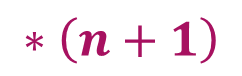 * (n + 1)